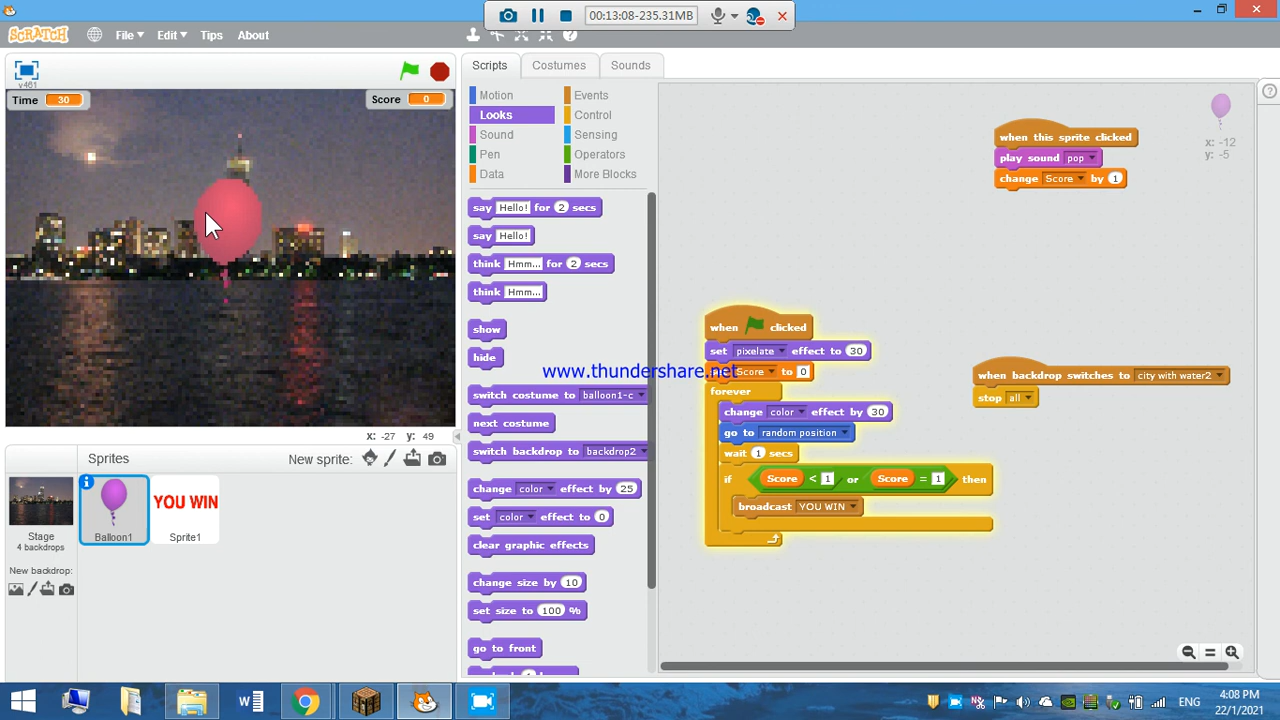 00:13:08-235.31MB
SCRATCH
File
Edit
Tips
About
v461
Time 30
Score 0
x: -27 y: 49
Scripts
Costumes
Sounds
Motion
Looks
Sound
Pen
Data
Events
Control
Sensing
Operators
More Blocks
say Hello! for 2 secs
say Hello!
think Hmm... for 2 secs
think Hmm...
show
hide
switch costume to balloon1-c
next costume
switch backdrop to backdrop2
change color effect by 25
set color effect to 0
clear graphic effects
change size by 10
set size to 100 %
go to front
when this sprite clicked
play sound pop
change Score by 1
x: -12
y: -5
when clicked
set pixelate effect to 30
www.thundershare.net
Score to 0
forever
change color effect by 30
go to random position
wait 1 secs
if Score < 1 or Score = 1 then
broadcast YOU WIN
when backdrop switches to city with water2
stop all
Sprites
New sprite:
Stage
4 backdrops
New backdrop:
Balloon1
YOU WIN
Sprite1
ENG
4:08 PM
22/1/2021